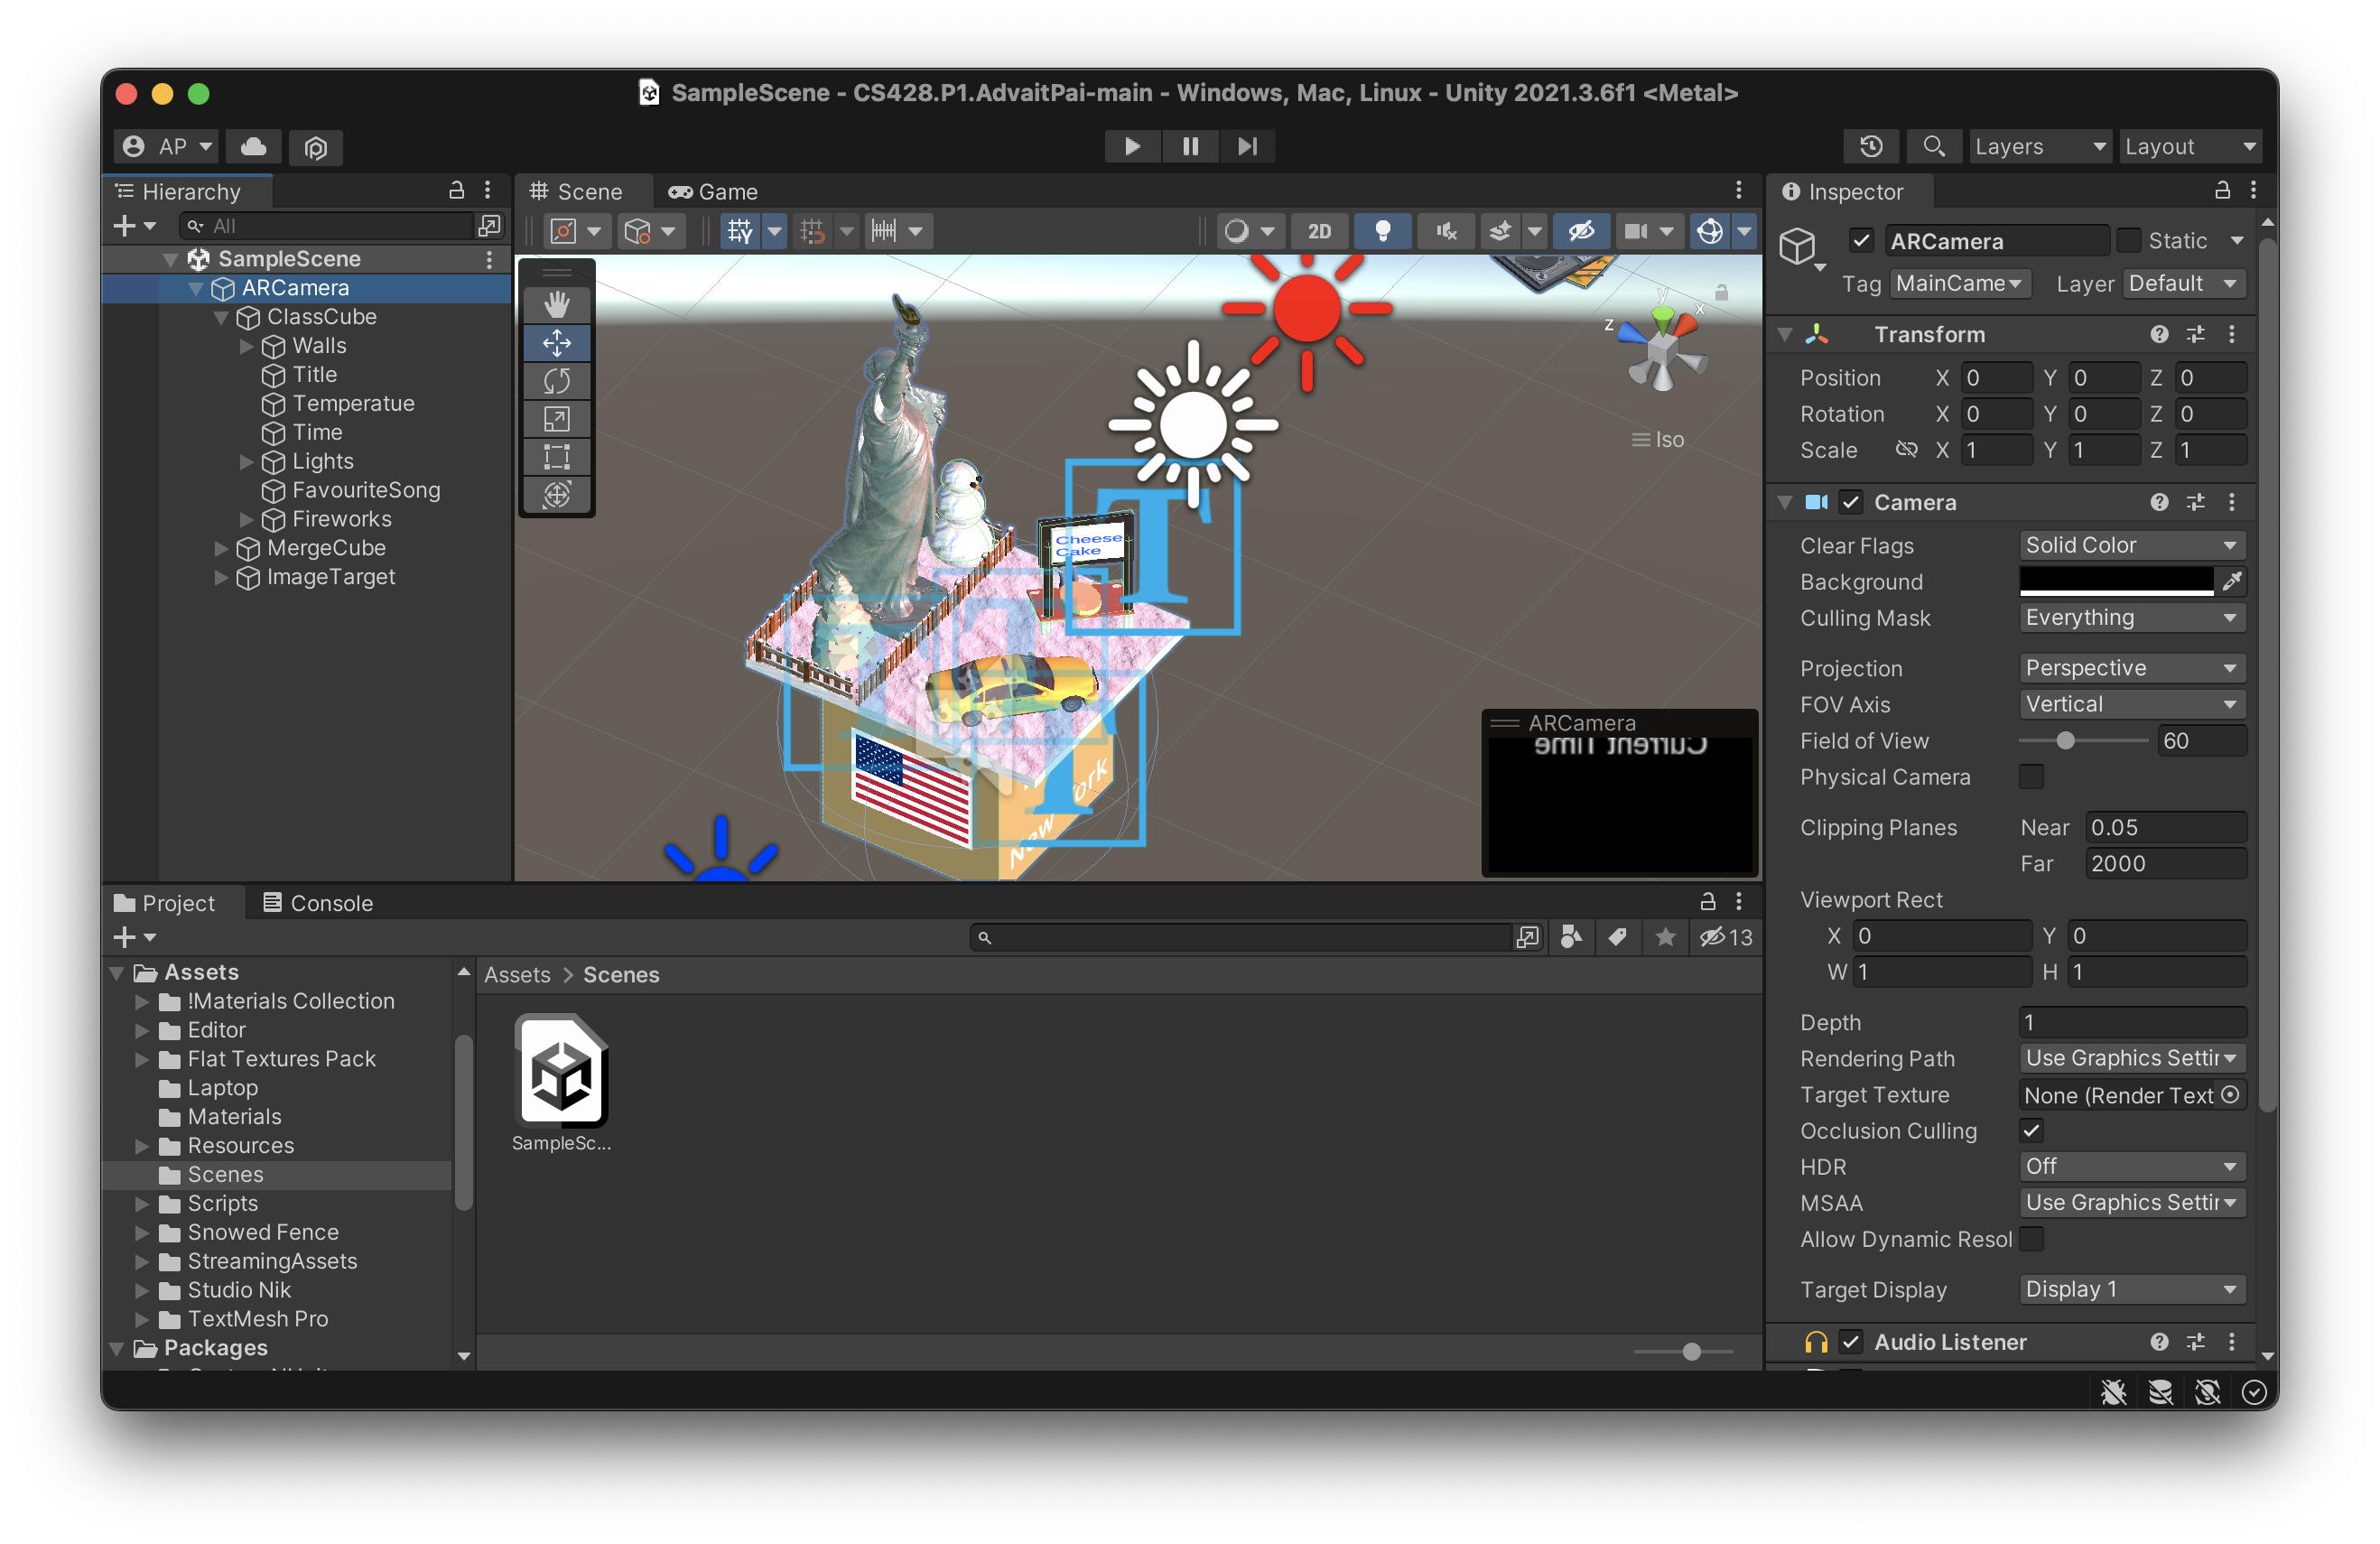 SampleScene - CS428.P1.AdvaitPai-main - Windows, Mac, Linux - Unity 2021.3.6f1 <Metal>
AP
Layers
Layout
Hierarchy
All
SampleScene
ARCamera
ClassCube
Walls
Title
Temperatue
Time
Lights
FavouriteSong
Fireworks
MergeCube
ImageTarget
Scene
Game
2D
y
x
z
Iso
Cheese
Cake
New York
T
T
T
T
ARCamera
Current Time
Inspector
ARCamera
Static
Tag MainCame
Layer Default
Transform
Position X 0 Y 0 Z 0
Rotation X 0 Y 0 Z 0
Scale X 1 Y 1 Z 1
Camera
Clear Flags Solid Color
Background
Culling Mask Everything
Projection Perspective
FOV Axis Vertical
Field of View 60
Physical Camera
Clipping Planes Near 0.05
Far 2000
Viewport Rect
X 0 Y 0
W 1 H 1
Depth 1
Rendering Path Use Graphics Settir
Target Texture None (Render Text
Occlusion Culling
HDR Off
MSAA Use Graphics Settir
Allow Dynamic Resol
Target Display Display 1
Audio Listener
Project
Console
13
Assets
!Materials Collection
Editor
Flat Textures Pack
Laptop
Materials
Resources
Scenes
Scripts
Snowed Fence
StreamingAssets
Studio Nik
TextMesh Pro
Packages
Assets > Scenes
SampleSc...